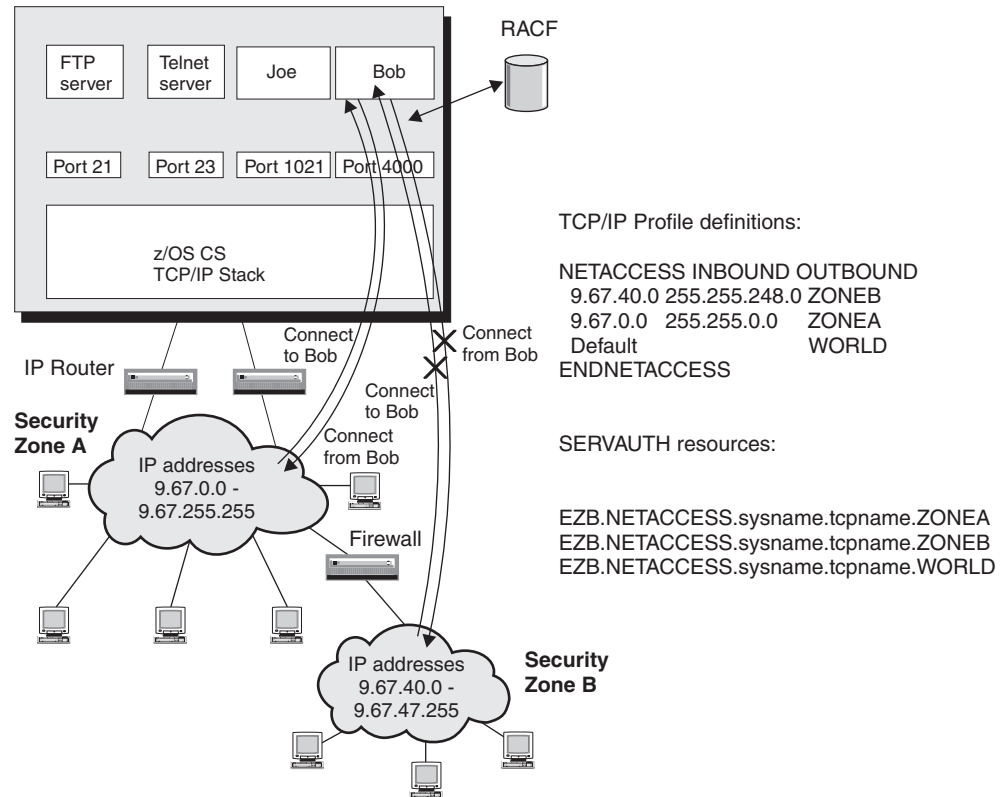 RACF
FTP
server
Telnet
server
Joe
Bob
Port 21
Port 23
Port 1021
Port 4000
z/OS CS
TCP/IP Stack
TCP/IP Profile definitions:
NETACCESS INBOUND OUTBOUND
9.67.40.0 255.255.248.0 ZONEB
9.67.0.0 255.255.0.0 ZONEA
Default WORLD
ENDNETACCESS
SERVAUTH resources:
EZB.NETACCESS.sysname.tcpname.ZONEA
EZB.NETACCESS.sysname.tcpname.ZONEB
EZB.NETACCESS.sysname.tcpname.WORLD
Connect
to Bob
Connect
from Bob
IP Router
Connect
to Bob
Security
Zone A
Connect
from Bob
IP addresses
9.67.0.0 -
9.67.255.255
Firewall
IP addresses
9.67.40.0 -
9.67.47.255
Security
Zone B